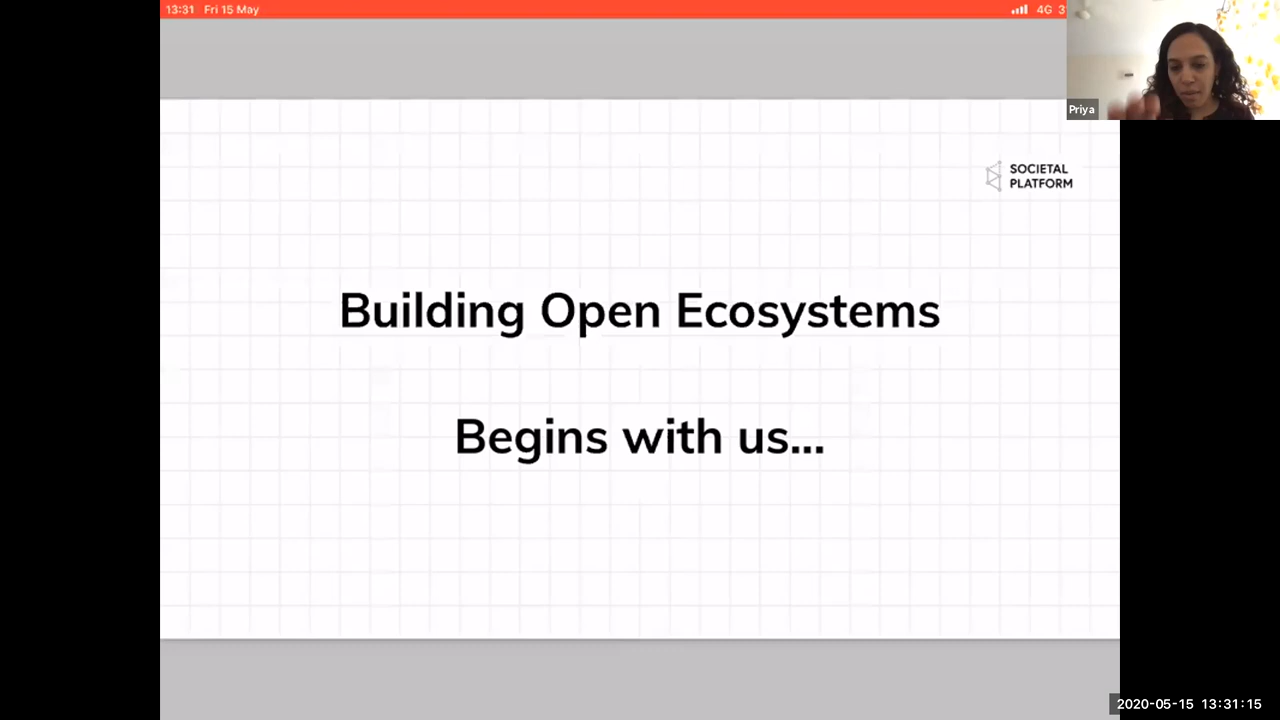 13:31 Fri 15 May
4G 3
Priya
SOCIETAL
PLATFORM
Building Open Ecosystems
Begins with us...
2020-05-15 13:31:15